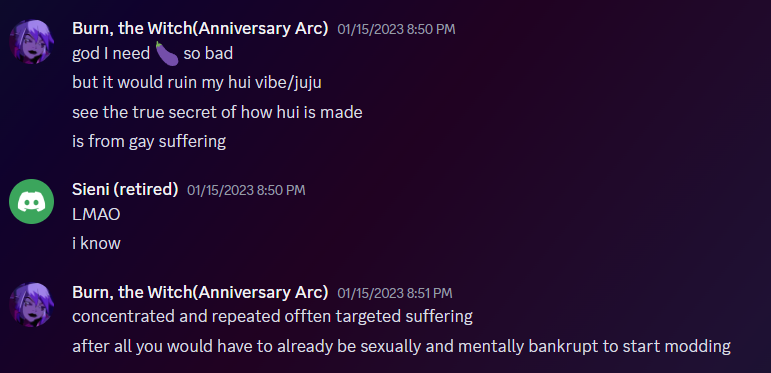 Burn, the Witch(Anniversary Arc) 01/15/2023 8:50 PM
god I need 🍆 so bad
but it would ruin my hui vibe/juju
see the true secret of how hui is made
is from gay suffering
Sieni (retired) 01/15/2023 8:50 PM
LMAO
i know
Burn, the Witch(Anniversary Arc) 01/15/2023 8:51 PM
concentrated and repeated offten targeted suffering
after all you would have to already be sexually and mentally bankrupt to start modding